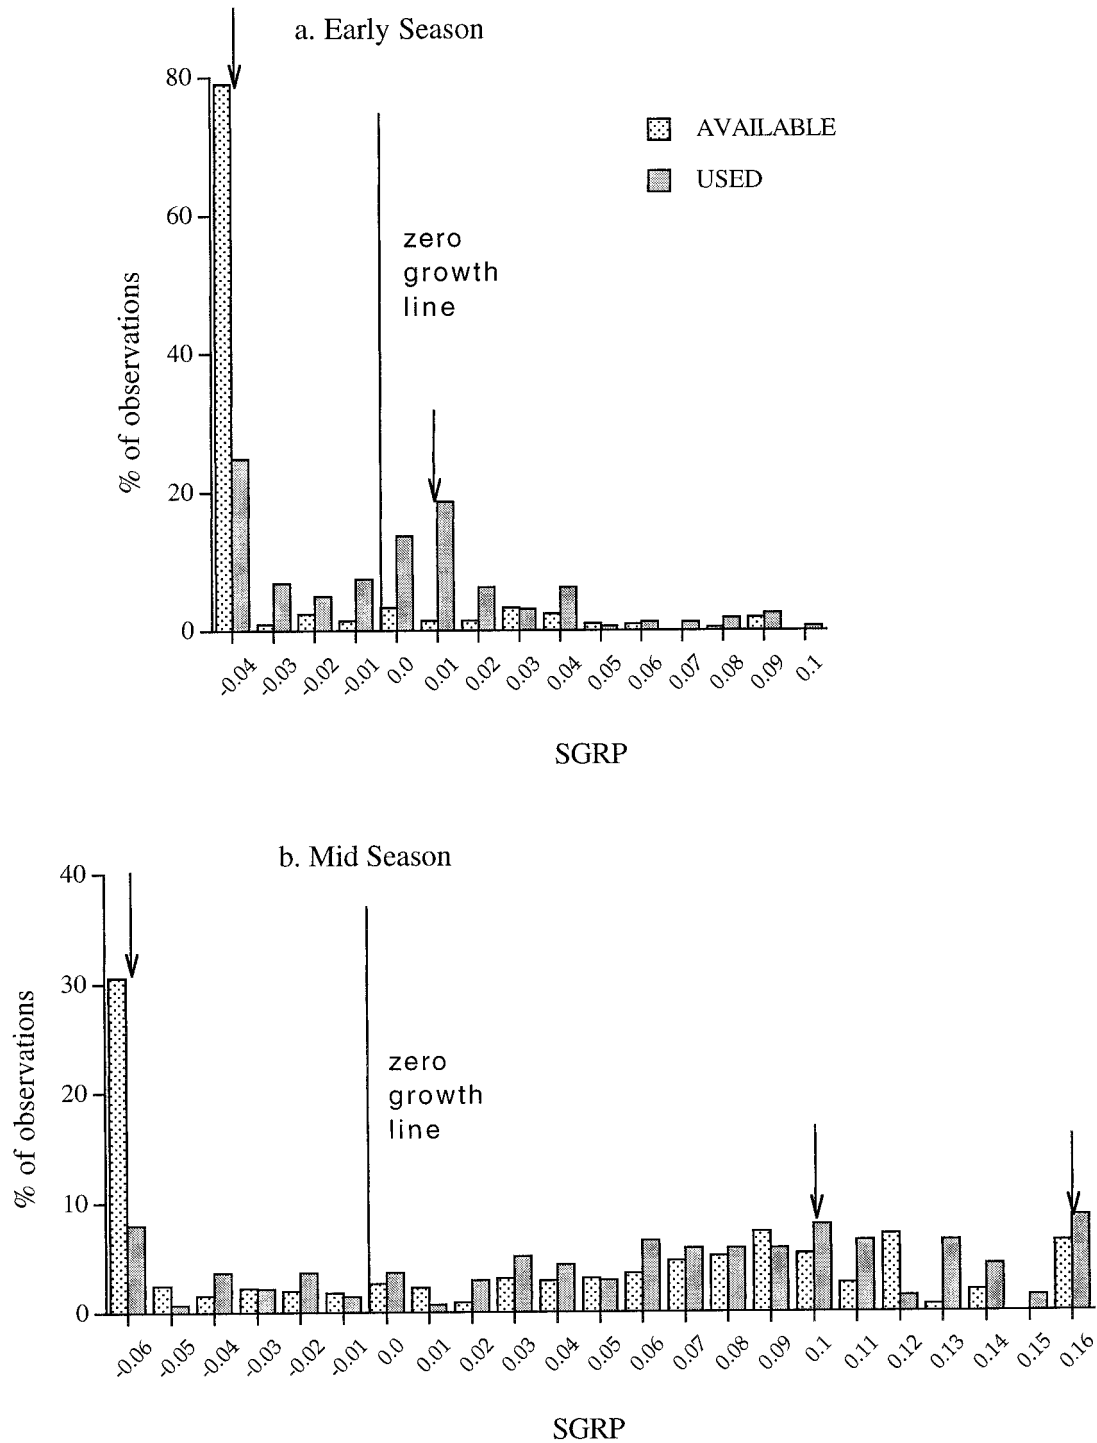 a. Early Season
80
60
40
20
0
% of observations
AVAILABLE
USED
zero
growth
line
-0.04 -0.03 -0.02 -0.01 0.0 0.01 0.02 0.03 0.04 0.05 0.06 0.07 0.08 0.09 0.1
SGRP
b. Mid Season
40
30
20
10
0
% of observations
zero
growth
line
-0.06 -0.05 -0.04 -0.03 -0.02 -0.01 0.0 0.01 0.02 0.03 0.04 0.05 0.06 0.07 0.08 0.09 0.1 0.11 0.12 0.13 0.14 0.15 0.16
SGRP